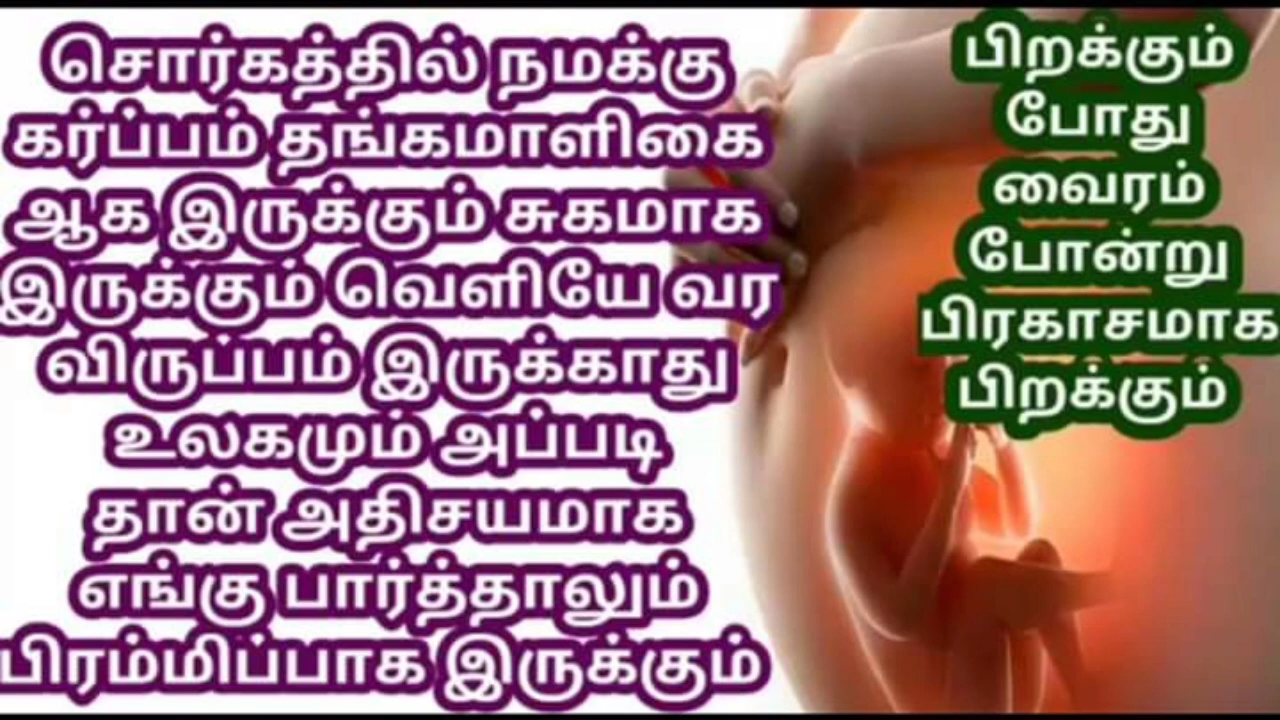 சொர்கத்தில் நமக்கு
கர்ப்பம் தங்கமாளிகை
ஆக இருக்கும் சுகமாக
இருக்கும் வெளியே வர
விருப்பம் இருக்காது
உலகமும் அப்படி
தான் அதிசயமாக
எங்கு பார்த்தாலும்
பிரம்மிப்பாக இருக்கும்
பிறக்கும்
போது
வைரம்
போன்று
பிரகாசமாக
பிறக்கும்